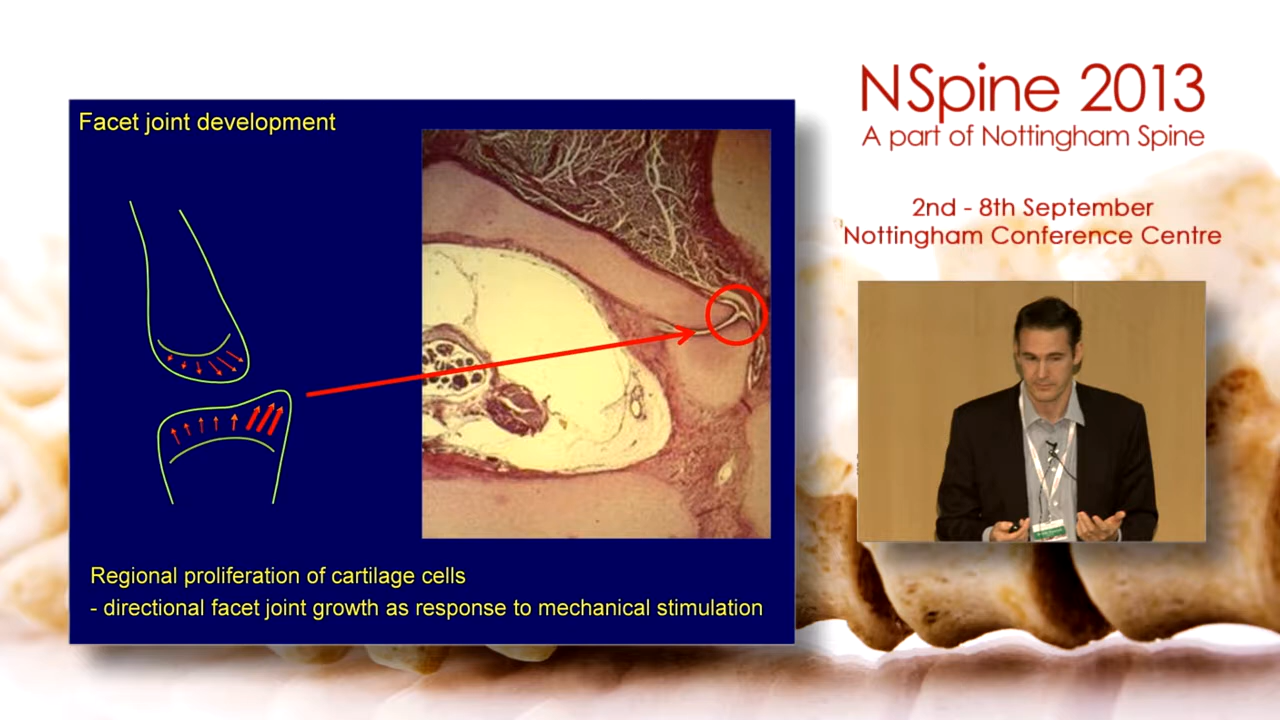 Facet joint development
Regional proliferation of cartilage cells
- directional facet joint growth as response to mechanical stimulation
NSpine 2013
A part of Nottingham Spine
2nd - 8th September
Nottingham Conference Centre